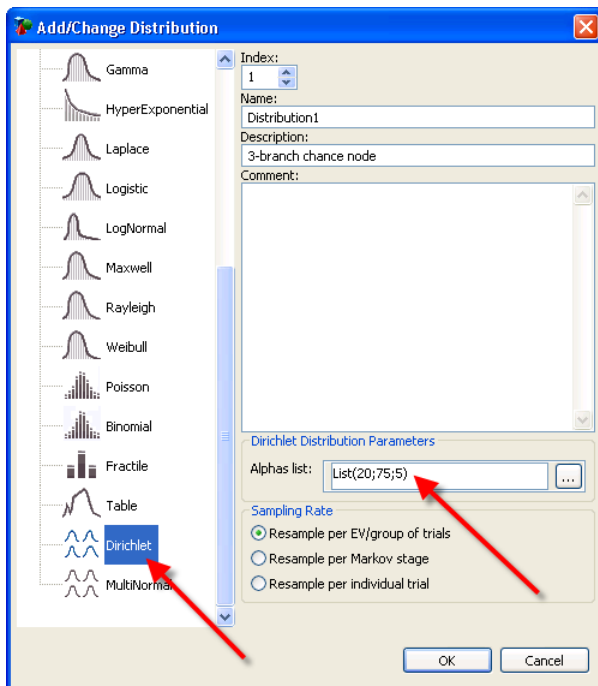 Add/Change Distribution
Gamma
HyperExponential
Laplace
Logistic
LogNormal
Maxwell
Rayleigh
Weibull
Poisson
Binomial
Fractile
Table
Dirichlet
MultiNormal
Index:
1
Name:
Distribution1
Description:
3-branch chance node
Comment:
Dirichlet Distribution Parameters
Alphas list:
List(20;75;5)
...
Sampling Rate
Resample per EV/group of trials
Resample per Markov stage
Resample per individual trial
OK
Cancel